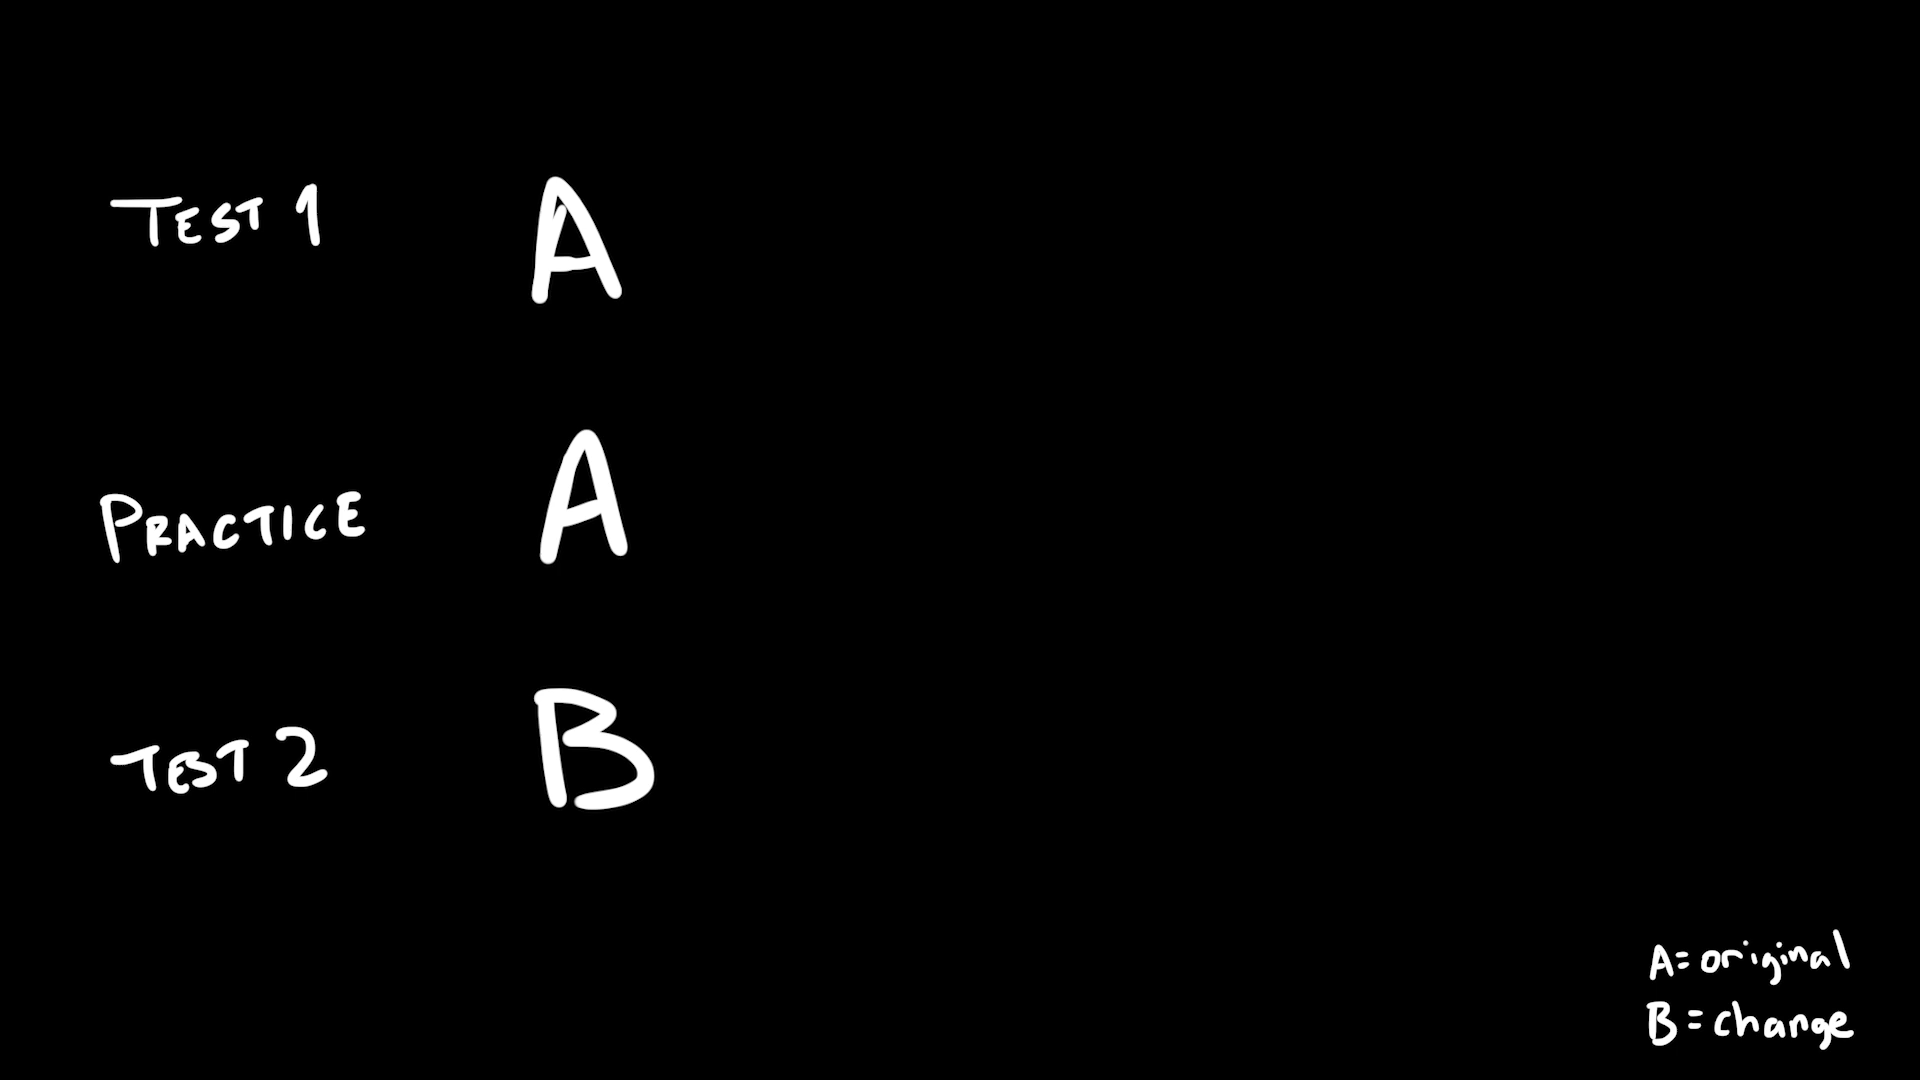 TEST 1 A
PRACTICE A
TEST 2 B
A = original
B = change